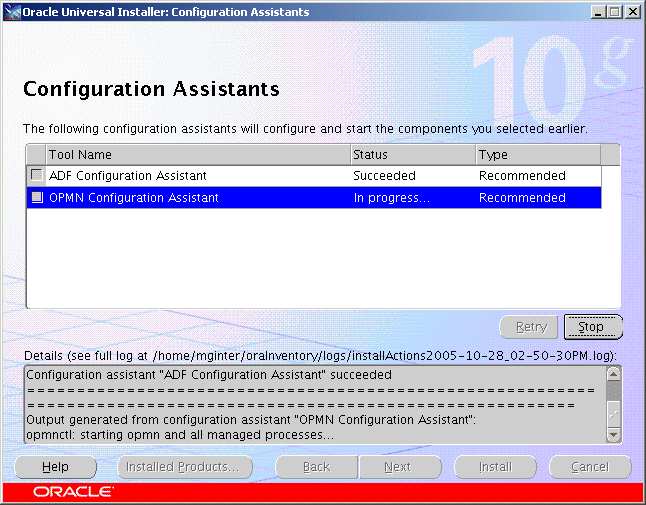 Oracle Universal Installer: Configuration Assistants
10g
Configuration Assistants
The following configuration assistants will configure and start the components you selected earlier.
Tool Name Status Type
ADF Configuration Assistant Succeeded Recommended
OPMN Configuration Assistant In progress... Recommended
Retry Stop
Details (see full log at /home/mginter/oraInventory/logs/installActions2005-10-28_02-50-30PM.log):
Configuration assistant "ADF Configuration Assistant" succeeded
===========================================================
=========================================================
Output generated from configuration assistant "OPMN Configuration Assistant":
opmnctl: starting opmn and all managed processes...
Help Installed Products... Back Next Install Cancel
ORACLE